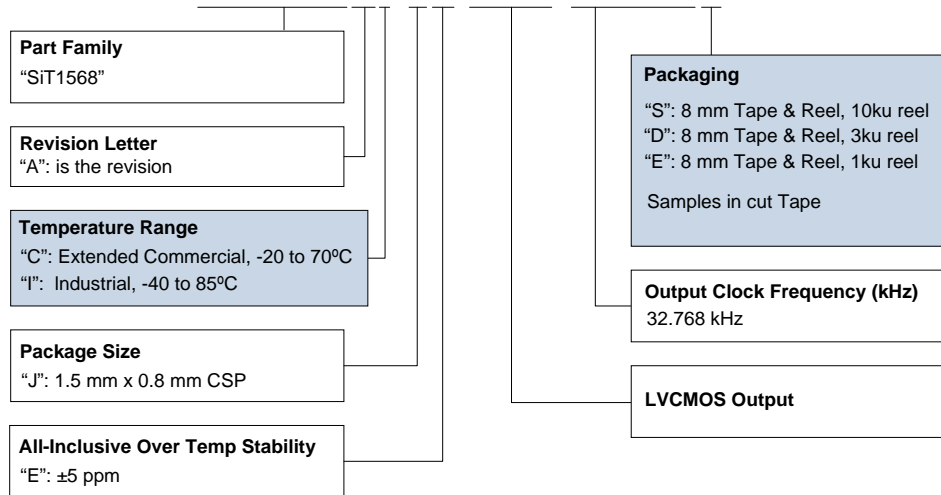 Part Family
“SiT1568”
Revision Letter
“A”: is the revision
Temperature Range
“C”: Extended Commercial, -20 to 70ºC
“I”: Industrial, -40 to 85ºC
Package Size
“J”: 1.5 mm x 0.8 mm CSP
All-Inclusive Over Temp Stability
“E”: ±5 ppm
Packaging
“S”: 8 mm Tape & Reel, 10ku reel
“D”: 8 mm Tape & Reel, 3ku reel
“E”: 8 mm Tape & Reel, 1ku reel
Samples in cut Tape
Output Clock Frequency (kHz)
32.768 kHz
LVCMOS Output